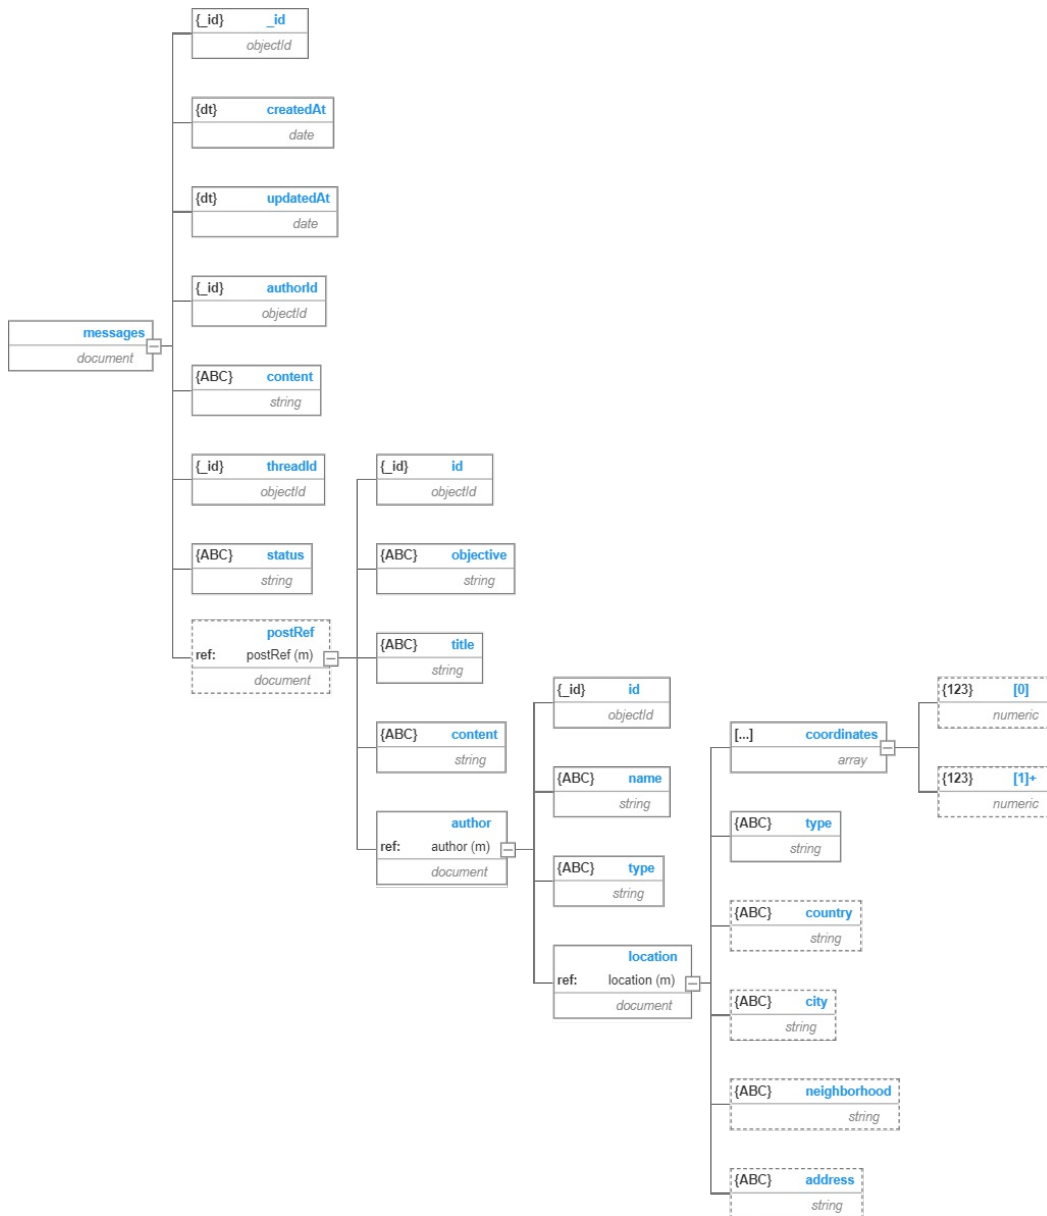 {_id} _id
objectId
{dt} createdAt
date
{dt} updatedAt
date
{_id} authorId
objectId
messages
document
{ABC} content
string
{_id} threadId
objectId
{ABC} status
string
postRef
ref: postRef (m)
document
{_id} id
objectId
{ABC} objective
string
{ABC} title
string
{ABC} content
string
author
ref: author (m)
document
{_id} id
objectId
{ABC} name
string
{ABC} type
string
location
ref: location (m)
document
[...] coordinates
array
{123} [0]
numeric
{123} [1]+
numeric
{ABC} type
string
{ABC} country
string
{ABC} city
string
{ABC} neighborhood
string
{ABC} address
string